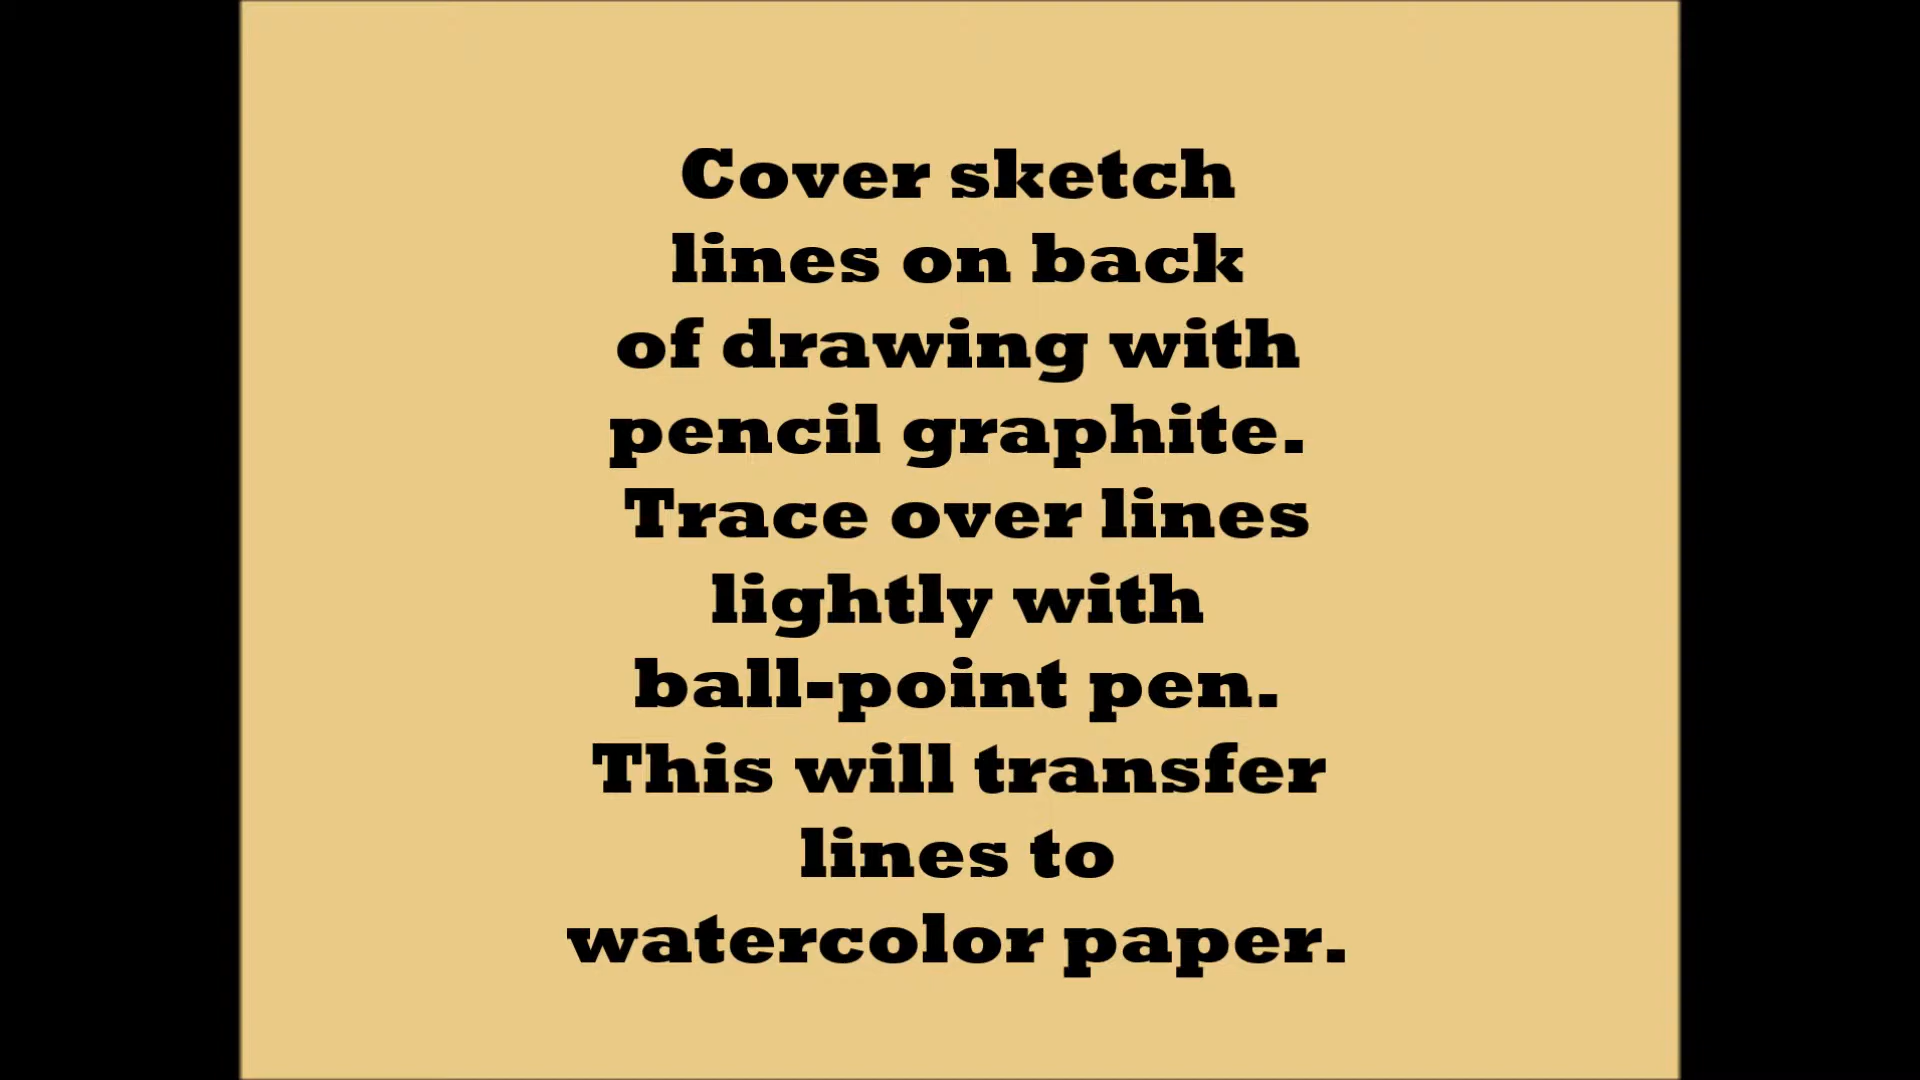 Cover sketch
lines on back
of drawing with
pencil graphite.
Trace over lines
lightly with
ball-point pen.
This will transfer
lines to
watercolor paper.